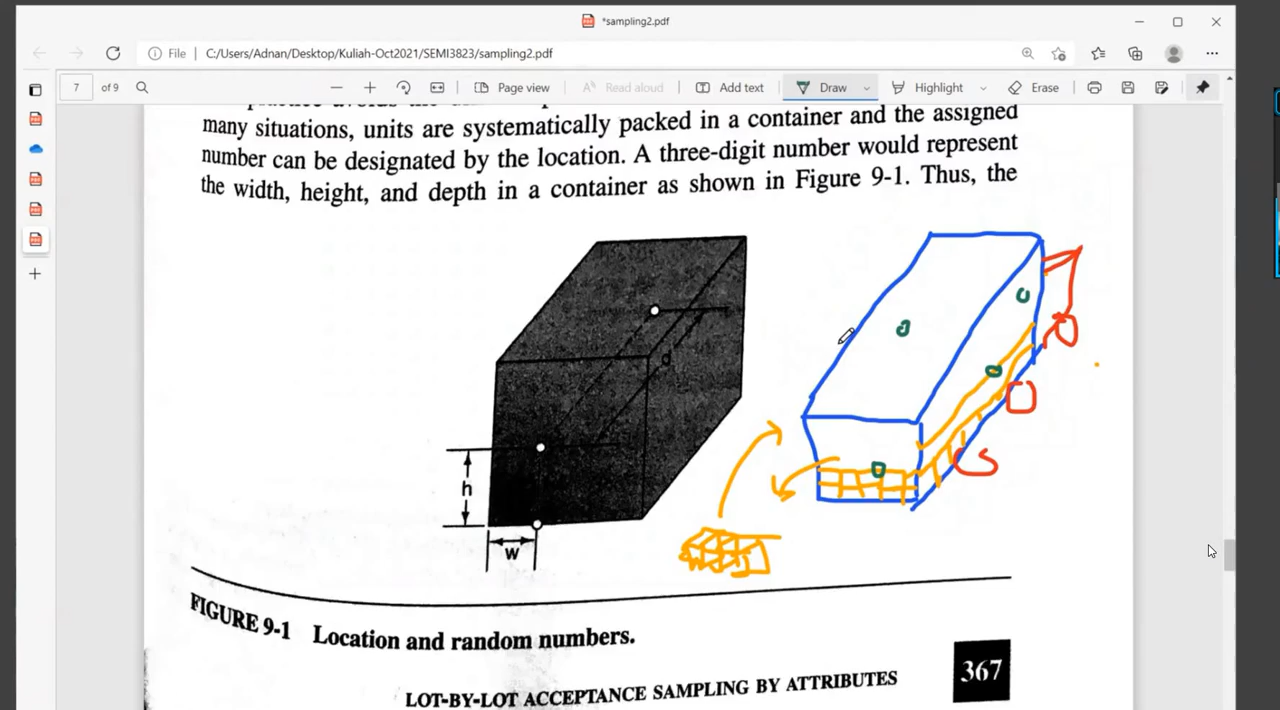 *sampling2.pdf
File C:/Users/Adnan/Desktop/Kuliah-Oct2021/SEMI3823/sampling2.pdf
7 of 9 Page view Read aloud Add text Draw Highlight Erase
many situations, units are systematically packed in a container and the assigned
number can be designated by the location. A three-digit number would represent
the width, height, and depth in a container as shown in Figure 9-1. Thus, the
d
h
w
FIGURE 9-1 Location and random numbers.
367
LOT-BY-LOT ACCEPTANCE SAMPLING BY ATTRIBUTES